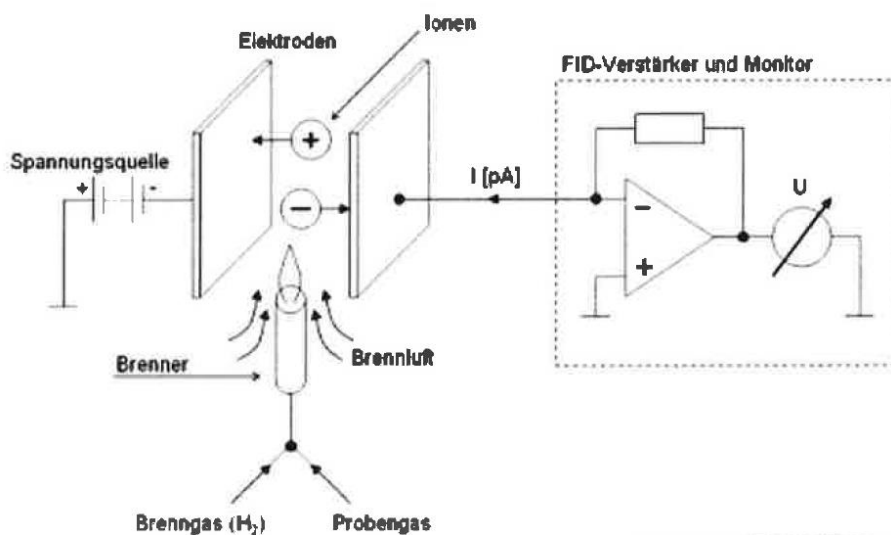 Ionen
Elektroden
FID-Verstärker und Monitor
+
Spannungsquelle
+ -
I [pA]
U
−
−
+
Brenner
Brennluft
Brenngas (H₂)
Probengas